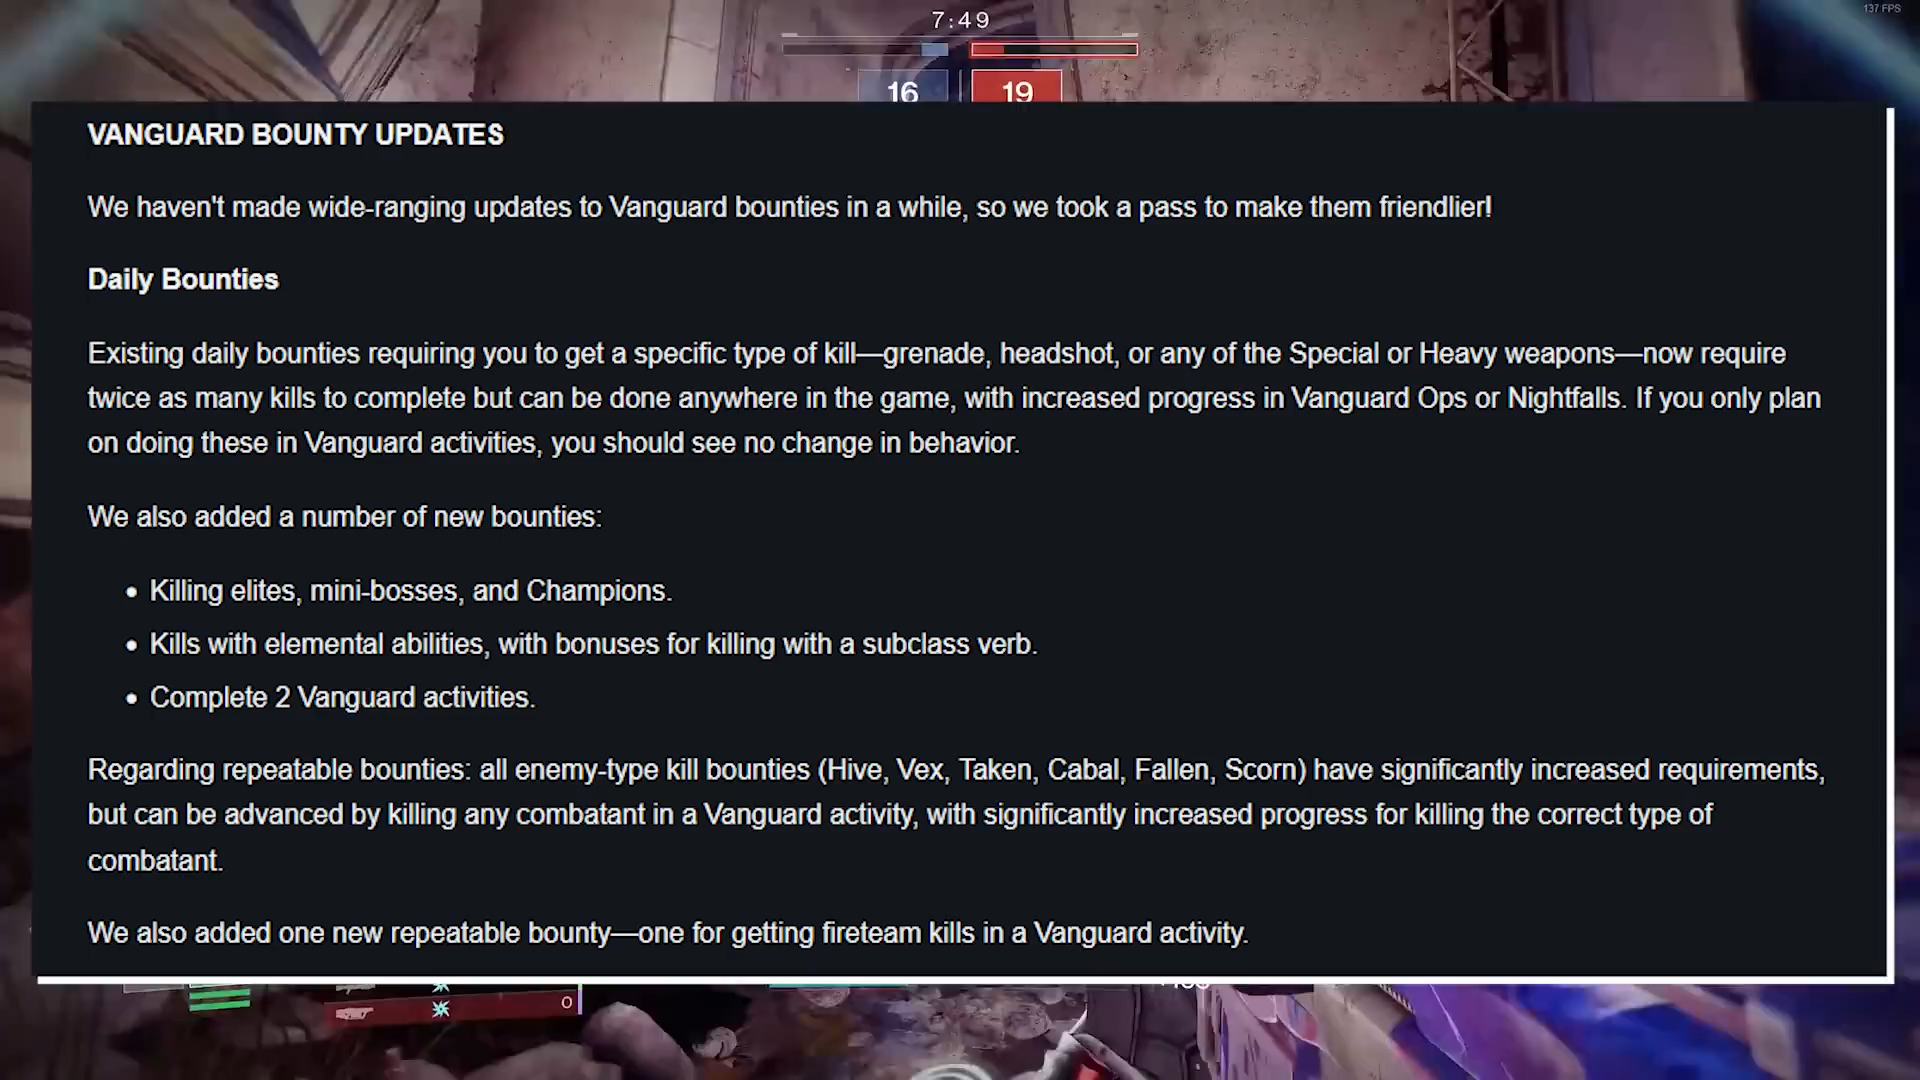 137 FPS
7:49
16 19
VANGUARD BOUNTY UPDATES
We haven't made wide-ranging updates to Vanguard bounties in a while, so we took a pass to make them friendlier!
Daily Bounties
Existing daily bounties requiring you to get a specific type of kill—grenade, headshot, or any of the Special or Heavy weapons—now require
twice as many kills to complete but can be done anywhere in the game, with increased progress in Vanguard Ops or Nightfalls. If you only plan
on doing these in Vanguard activities, you should see no change in behavior.
We also added a number of new bounties:
• Killing elites, mini-bosses, and Champions.
• Kills with elemental abilities, with bonuses for killing with a subclass verb.
• Complete 2 Vanguard activities.
Regarding repeatable bounties: all enemy-type kill bounties (Hive, Vex, Taken, Cabal, Fallen, Scorn) have significantly increased requirements,
but can be advanced by killing any combatant in a Vanguard activity, with significantly increased progress for killing the correct type of
combatant.
We also added one new repeatable bounty—one for getting fireteam kills in a Vanguard activity.
0